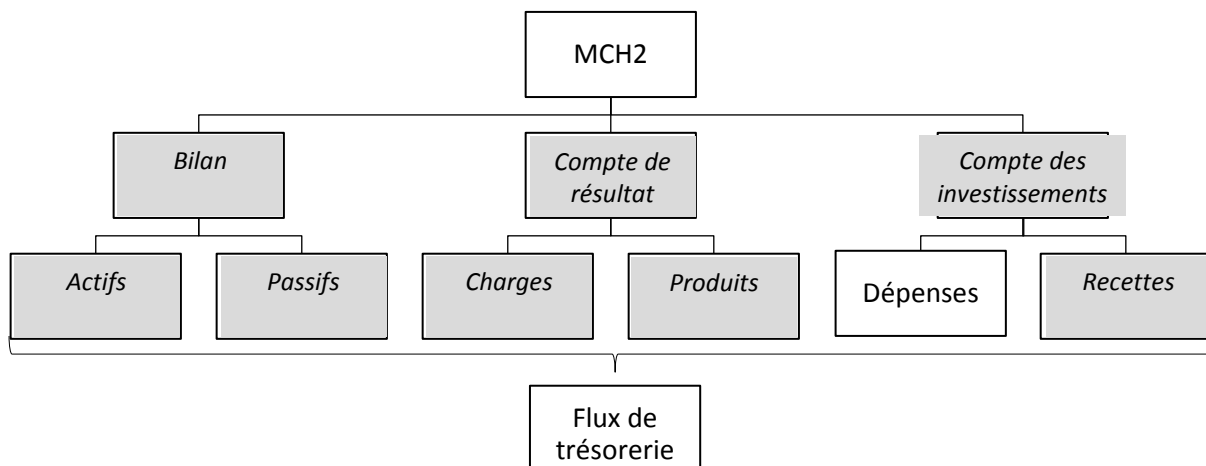 MCH2
Bilan
Compte de
résultat
Compte des
investissements
Actifs
Passifs
Charges
Produits
Dépenses
Recettes
Flux de
trésorerie